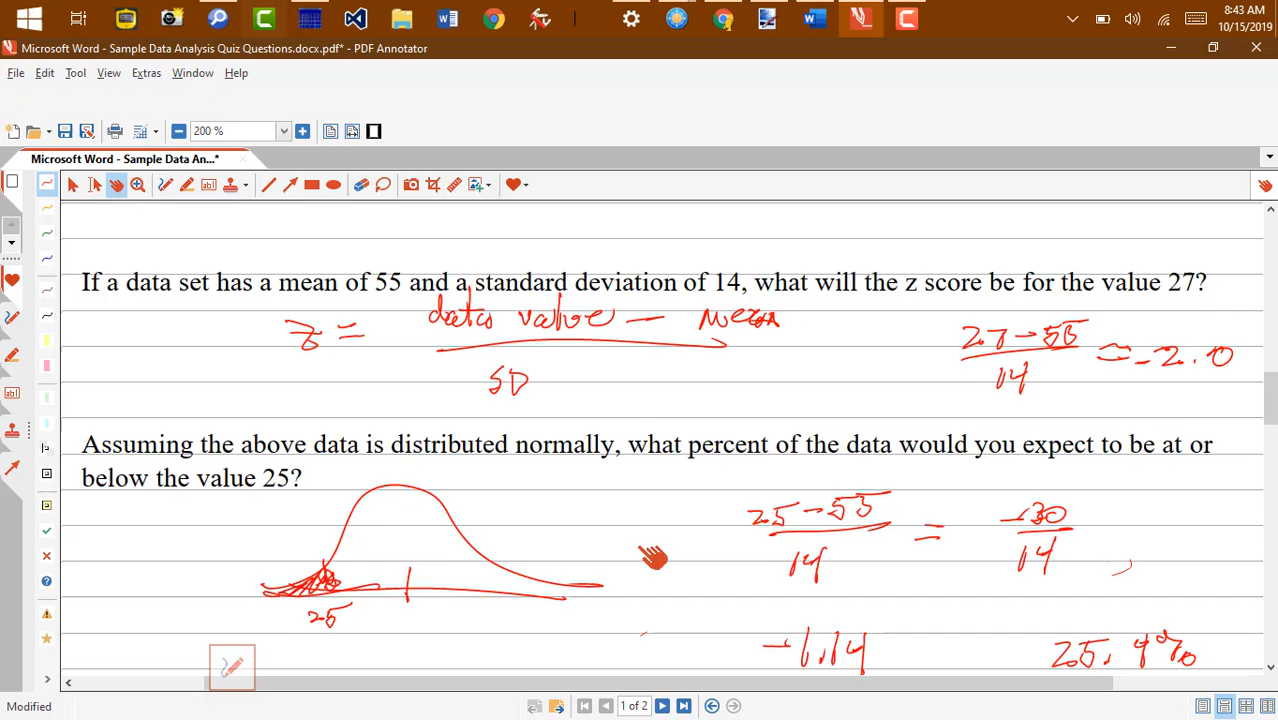 8:43 AM
10/15/2019
Microsoft Word - Sample Data Analysis Quiz Questions.docx.pdf* - PDF Annotator
File Edit Tool View Extras Window Help
200 %
Microsoft Word - Sample Data An...*
If a data set has a mean of 55 and a standard deviation of 14, what will the z score be for the value 27?
z = data value - Mean
SD
27 - 55
14
≈ -2.0
Assuming the above data is distributed normally, what percent of the data would you expect to be at or
below the value 25?
25 - 55
14
=
-30
14
25
-1.14
25.4%
Modified
1 of 2